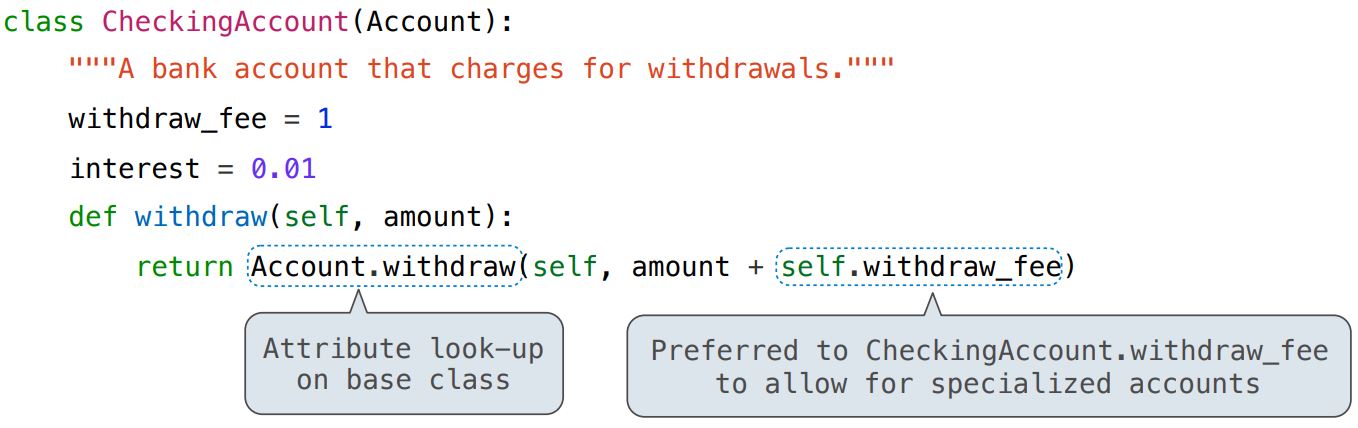 class CheckingAccount(Account):
"""A bank account that charges for withdrawals."""
withdraw_fee = 1
interest = 0.01
def withdraw(self, amount):
return Account.withdraw(self, amount + self.withdraw_fee)
Attribute look-up
on base class
Preferred to CheckingAccount.withdraw_fee
to allow for specialized accounts